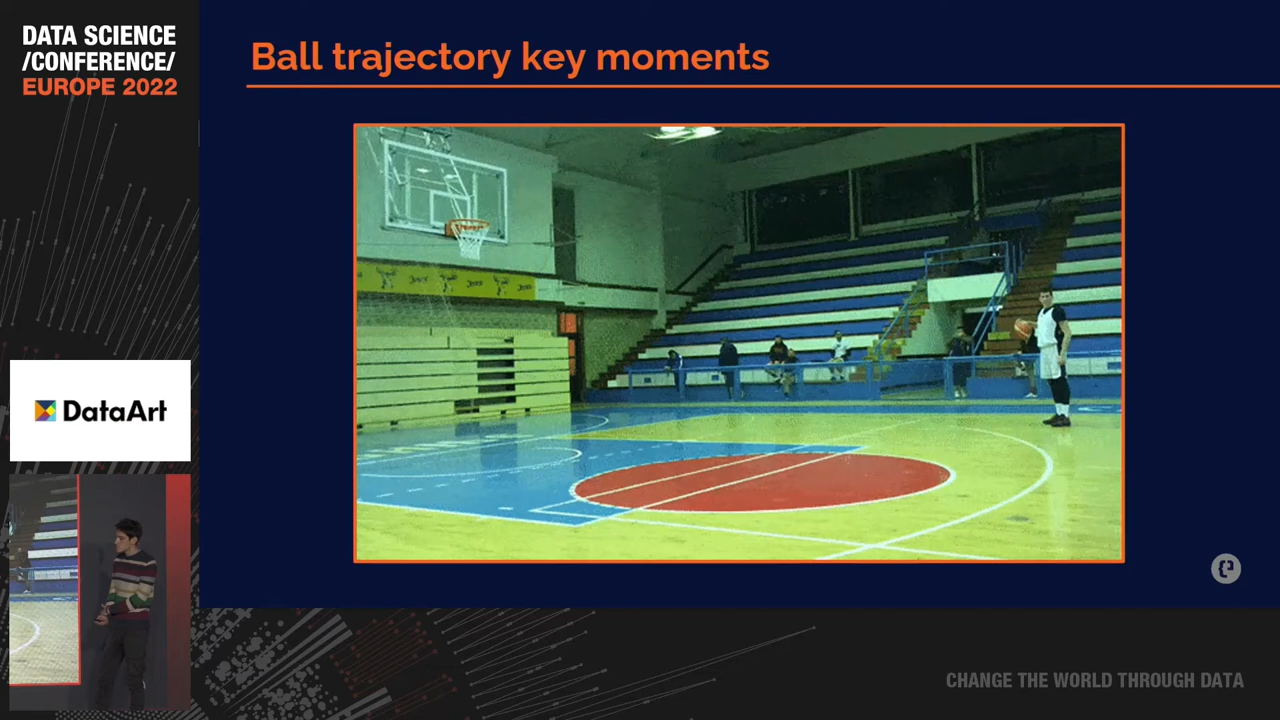 DATA SCIENCE
/CONFERENCE/
EUROPE 2022
Ball trajectory key moments
DataArt
CHANGE THE WORLD THROUGH DATA